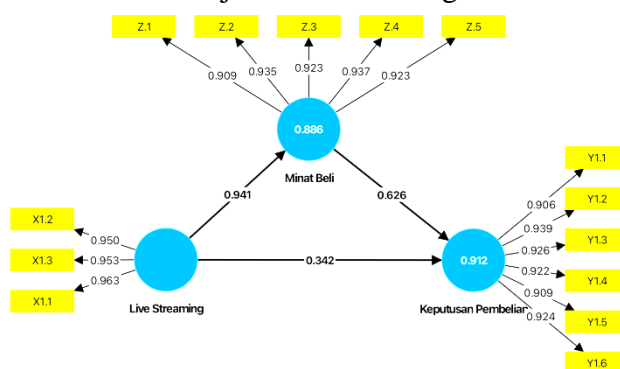 Z.1
Z.2
Z.3
Z.4
Z.5
0.909
0.935
0.923
0.937
0.923
0.886
Minat Beli
0.941
0.626
X1.2
X1.3
X1.1
0.950
0.953
0.963
Live Streaming
0.342
0.912
Keputusan Pembelian
0.906
0.939
0.926
0.922
0.909
0.924
Y1.1
Y1.2
Y1.3
Y1.4
Y1.5
Y1.6